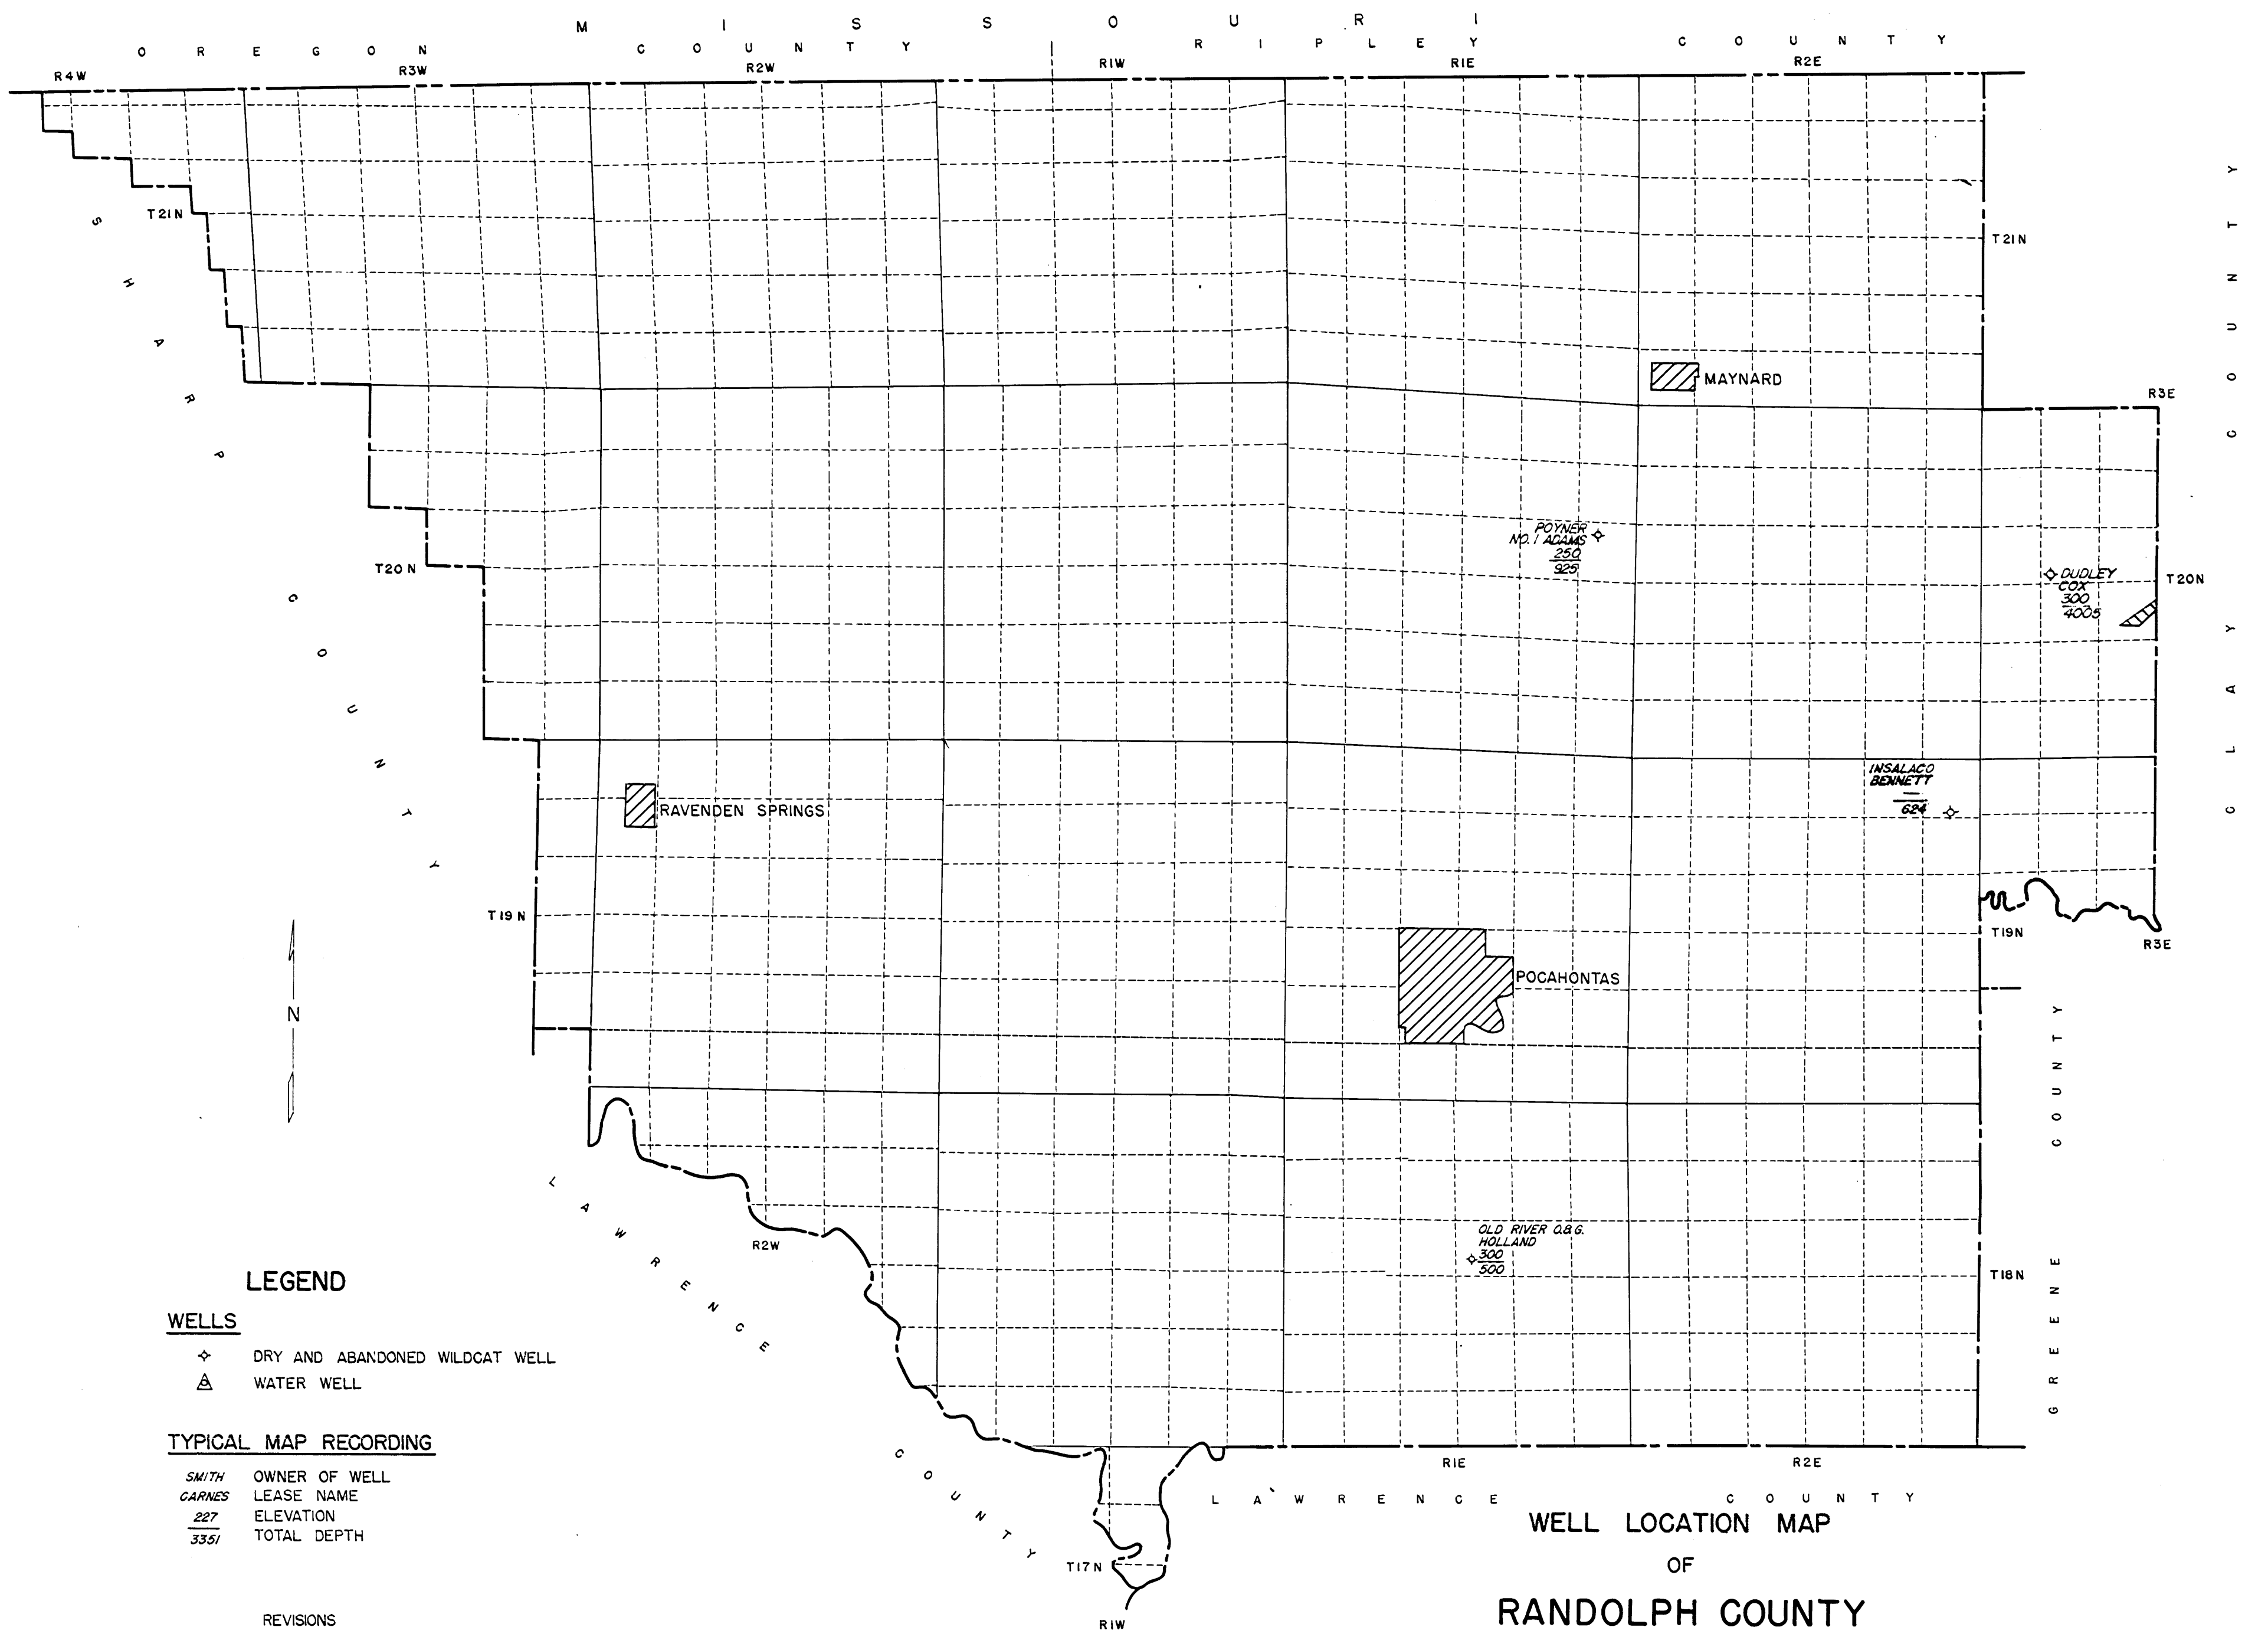 M I S S O U R I
O R E G O N C O U N T Y R I P L E Y C O U N T Y
R4W R3W R2W R1W R1E R2E
T21N
T21N
S H A R P C O U N T Y
C L A Y C O U N T Y
MAYNARD
R3E
POYNER
NO. 1 ADAMS
250
925
T20N
DUDLEY
COX
300
4005
T20N
INSALACO
BENNETT
—
624
RAVENDEN SPRINGS
T19N
T19N
R3E
POCAHONTAS
N
G R E E N E C O U N T Y
L A W R E N C E C O U N T Y
R2W
OLD RIVER O.&G.
HOLLAND
300
500
T18N
LEGEND
WELLS
DRY AND ABANDONED WILDCAT WELL
WATER WELL
TYPICAL MAP RECORDING
SMITH OWNER OF WELL
CARNES LEASE NAME
227 ELEVATION
3351 TOTAL DEPTH
REVISIONS
R1E R2E
L A W R E N C E C O U N T Y
T17N
R1W
WELL LOCATION MAP
OF
RANDOLPH COUNTY